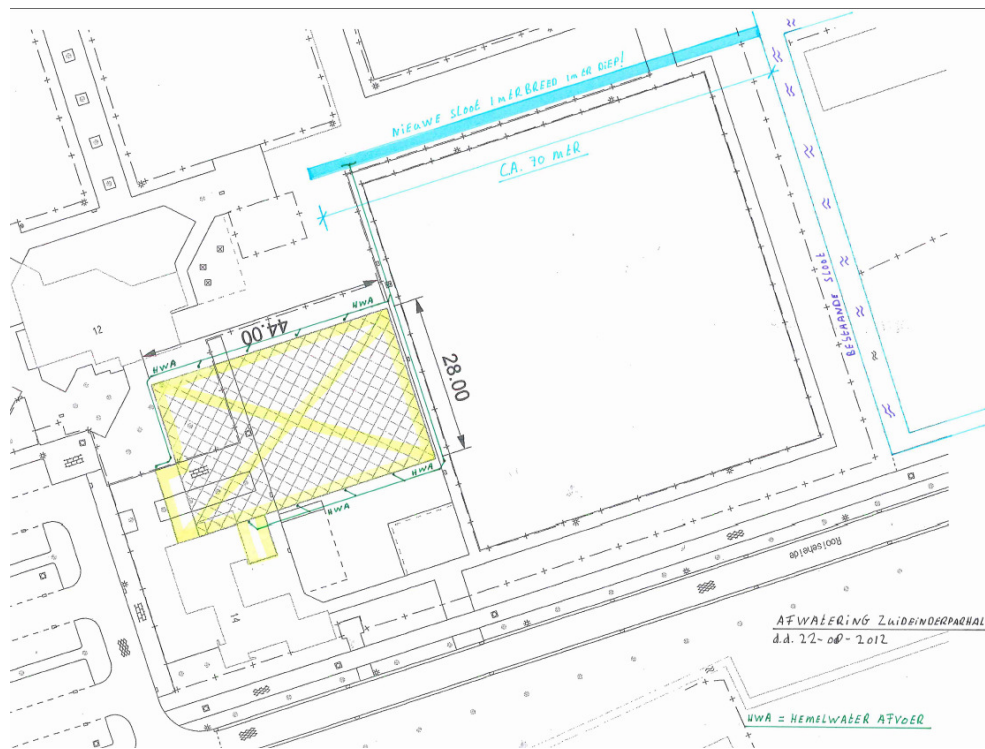 NIEUWE SLOOT 1 MTR BREED 1 MTR DIEP!
C.A. 70 MTR
BESTAANDE SLOOT
HWA
44.00
HWA
12
28.00
HWA
HWA
14
Rooiseheide
AFWATERING ZUIDEINDERPARHAL
d.d. 22-08-2012
HWA = HEMELWATER AFVOER